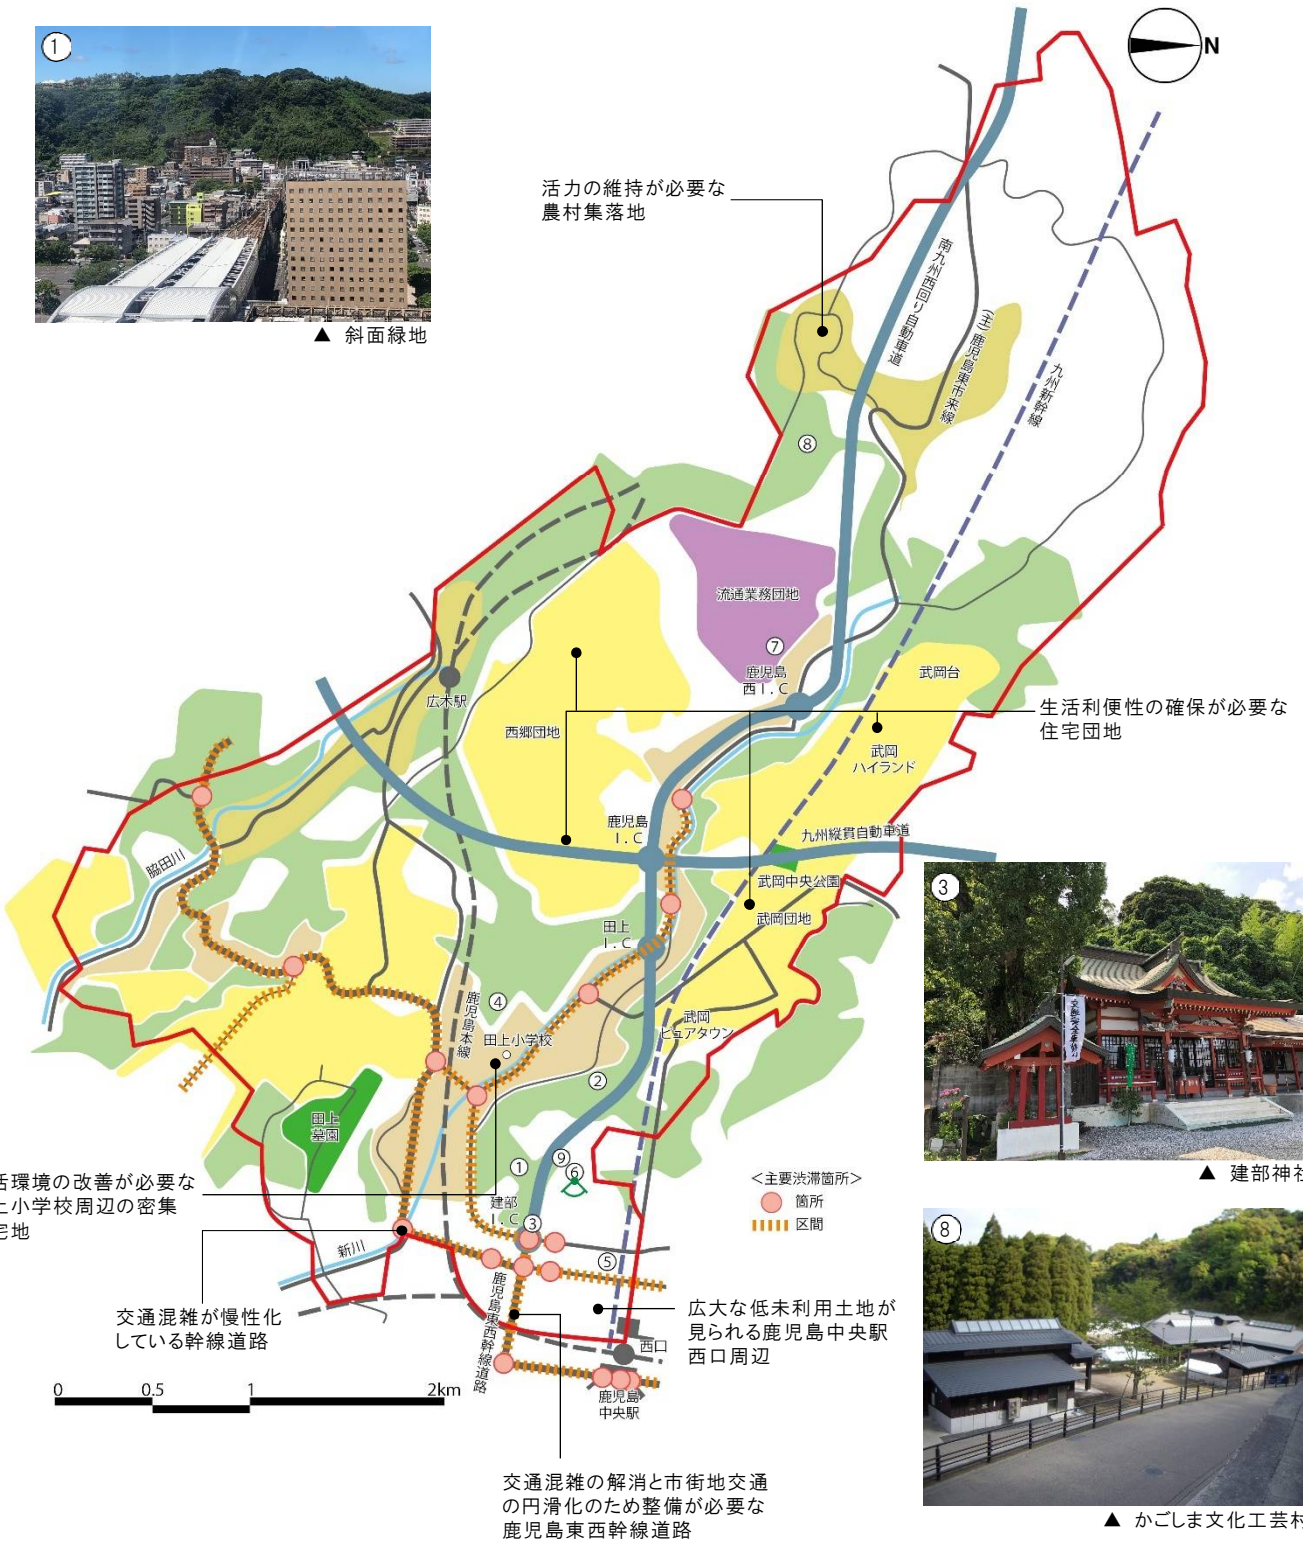 ①
▲ 斜面緑地
N
活力の維持が必要な
農村集落地
南九州西回り自動車道
(主)鹿児島東市来線
九州新幹線
⑧
流通業務団地
⑦
鹿児島
西I.C
武岡台
広木駅
西郷団地
生活利便性の確保が必要な
住宅団地
武岡
ハイランド
鹿児島
I.C
九州縦貫自動車道
脇田川
武岡中央公園
武岡団地
田上
I.C
③
鹿児島本線
④
田上小学校
武岡
ピュアタウン
②
田上
墓園
①
⑨
⑥
<主要渋滞箇所>
箇所
区間
活環境の改善が必要な
上小学校周辺の密集
宅地
建部
I.C
③
▲ 建部神社
新川
⑤
⑧
鹿児島東西幹線道路
交通混雑が慢性化
している幹線道路
広大な低未利用土地が
見られる鹿児島中央駅
西口周辺
西口
0 0.5 1 2km
鹿児島
中央駅
交通混雑の解消と市街地交通
の円滑化のため整備が必要な
鹿児島東西幹線道路
▲ かごしま文化工芸村